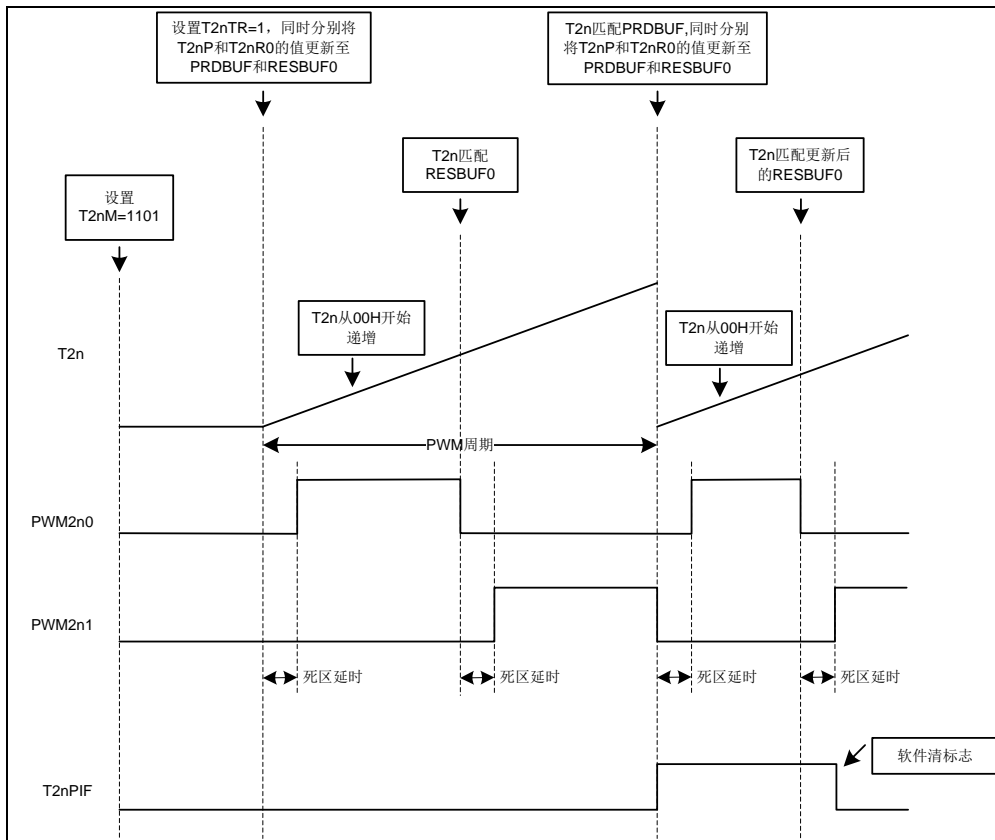 设置T2nTR=1，同时分别将
T2nP和T2nR0的值更新至
PRDBUF和RESBUF0
T2n匹配PRDBUF,同时分别
将T2nP和T2nR0的值更新至
PRDBUF和RESBUF0
T2n匹配
RESBUF0
T2n匹配更新后
的RESBUF0
设置
T2nM=1101
T2n从00H开始
递增
T2n从00H开始
递增
T2n
PWM周期
PWM2n0
PWM2n1
死区延时
死区延时
死区延时
死区延时
软件清标志
T2nPIF